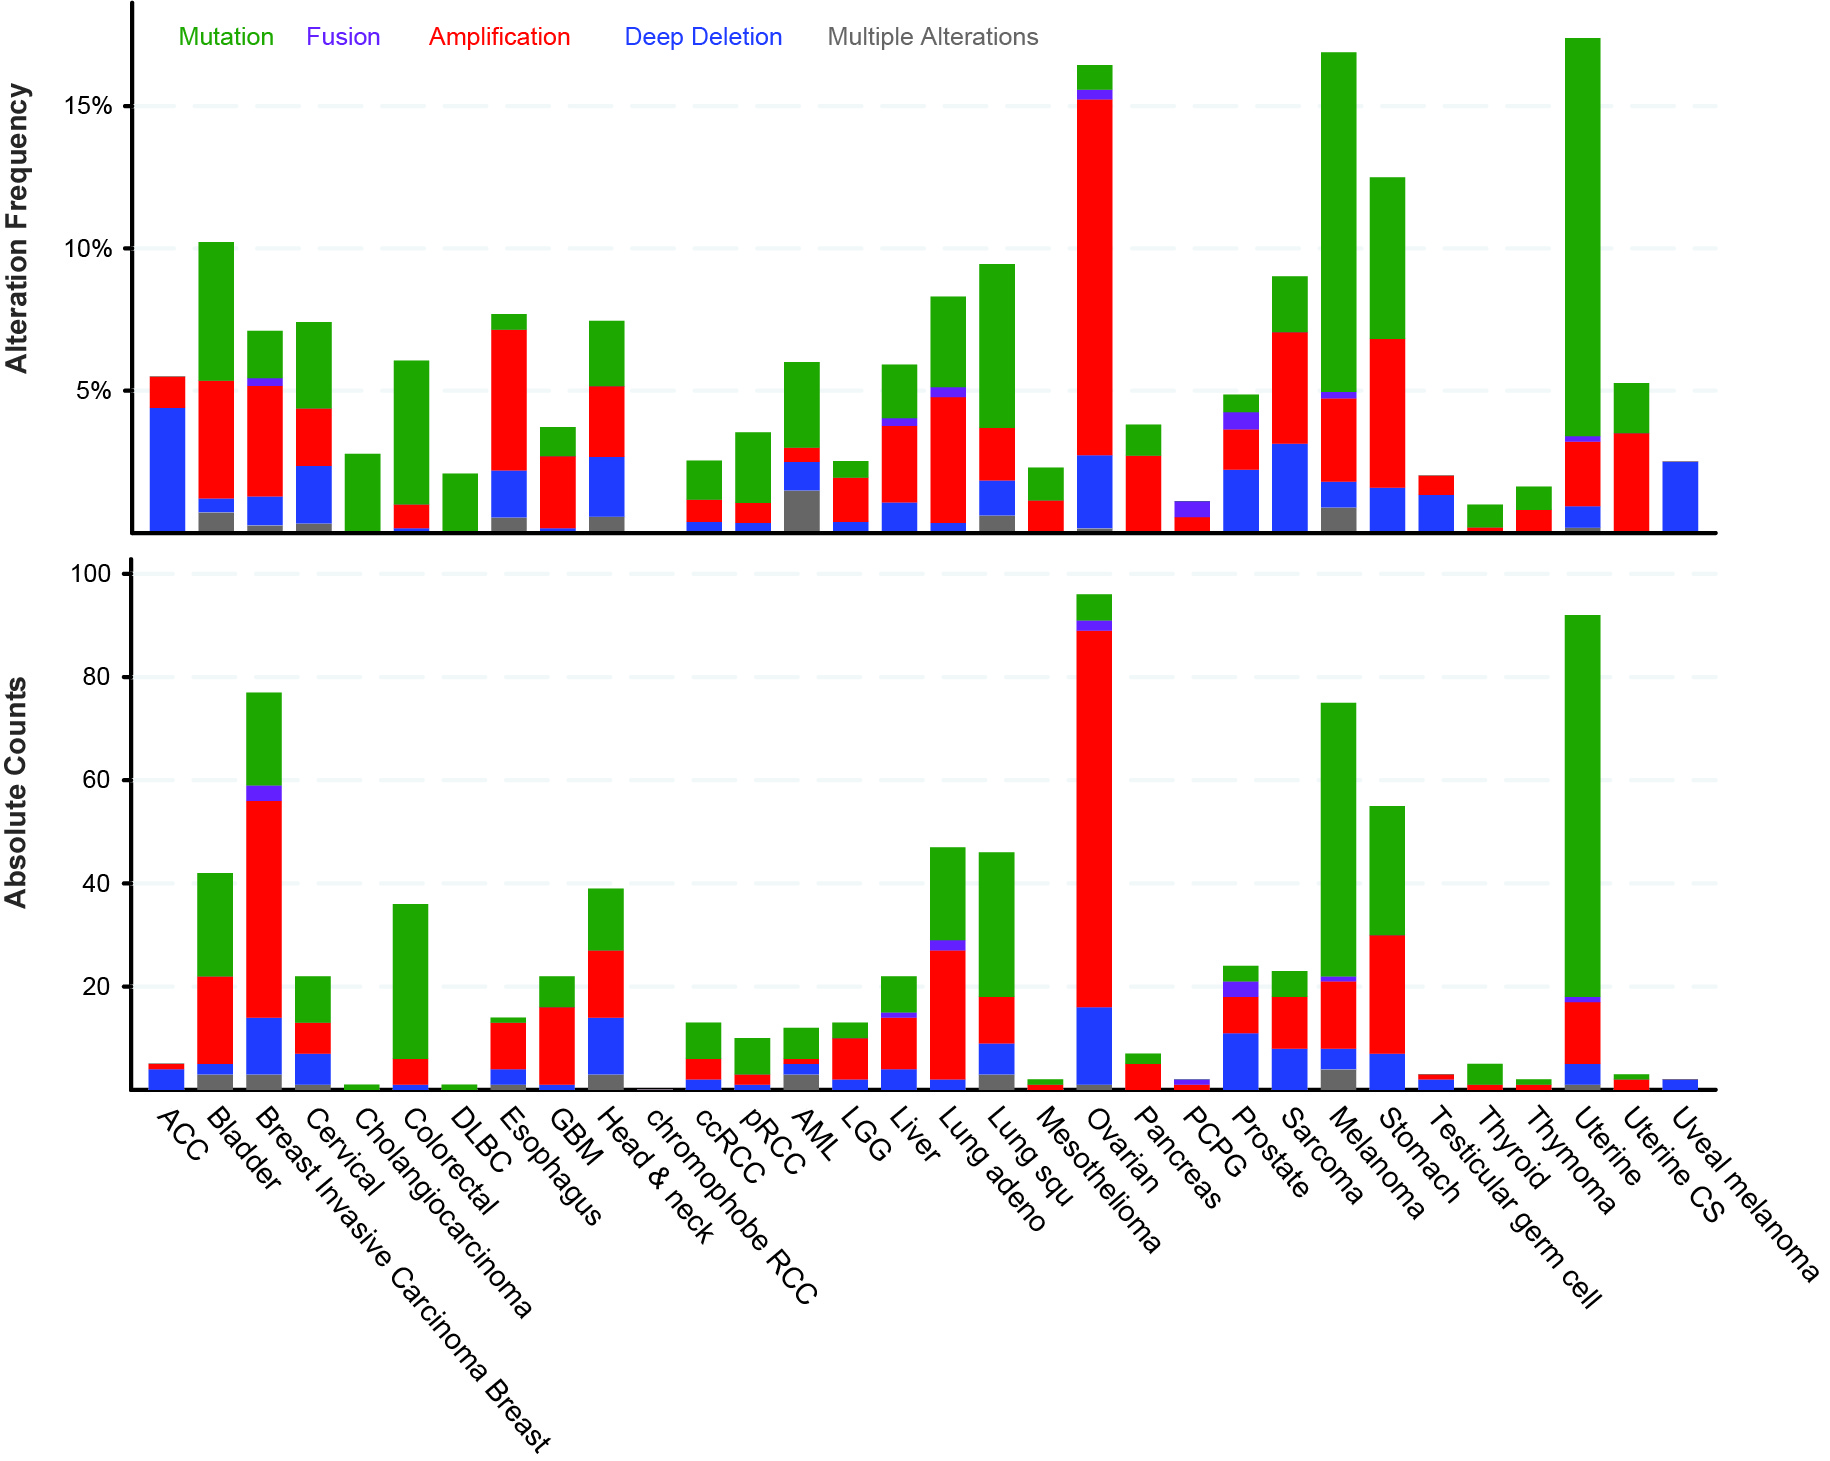 Mutation Fusion Amplification Deep Deletion Multiple Alterations
Alteration Frequency
15%
10%
5%
Absolute Counts
100
80
60
40
20
ACC
Bladder
Breast Invasive Carcinoma Breast
Cervical
Cholangiocarcinoma
Colorectal
DLBC
Esophagus
GBM
Head & neck
chromophobe RCC
ccRCC
pRCC
AML
LGG
Liver
Lung adeno
Lung squ
Mesothelioma
Ovarian
Pancreas
PCPG
Prostate
Sarcoma
Melanoma
Stomach
Testicular germ cell
Thyroid
Thymoma
Uterine
Uterine CS
Uveal melanoma